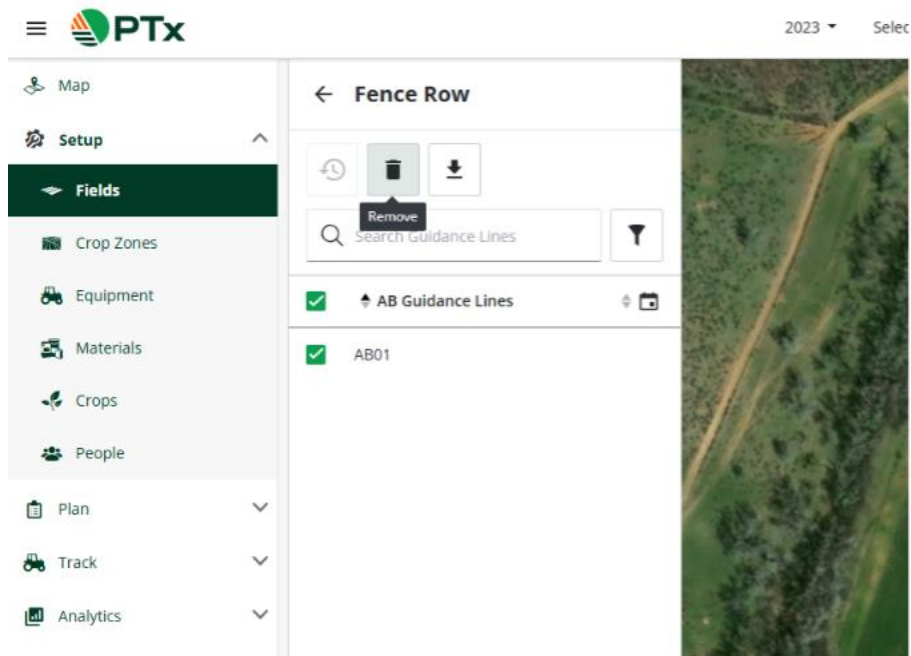 PTx
2023
Selec
Map
Setup
Fields
Crop Zones
Equipment
Materials
Crops
People
Plan
Track
Analytics
Fence Row
Remove
Search Guidance Lines
AB Guidance Lines
AB01